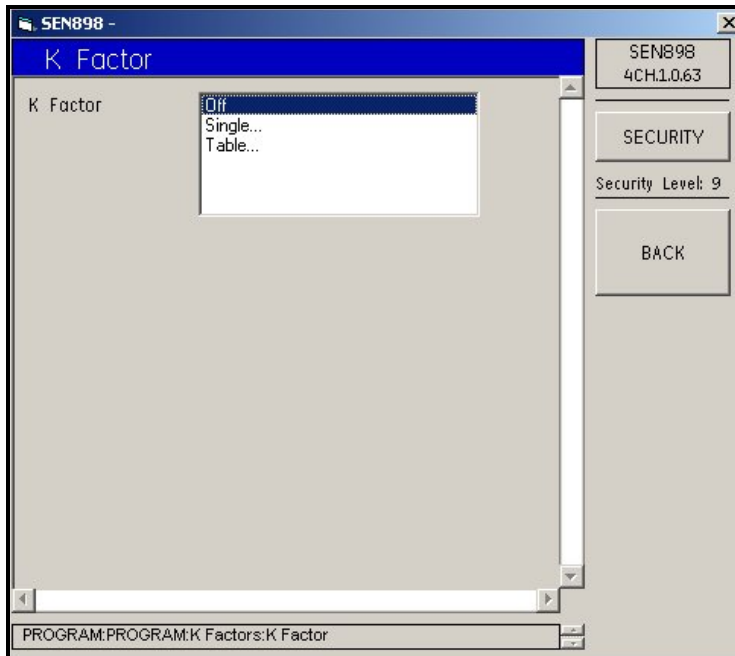 SEN898 -
K Factor
K Factor
Off
Single...
Table...
SEN898
4CH.1.0.63
SECURITY
Security Level: 9
BACK
PROGRAM:PROGRAM:K Factors:K Factor